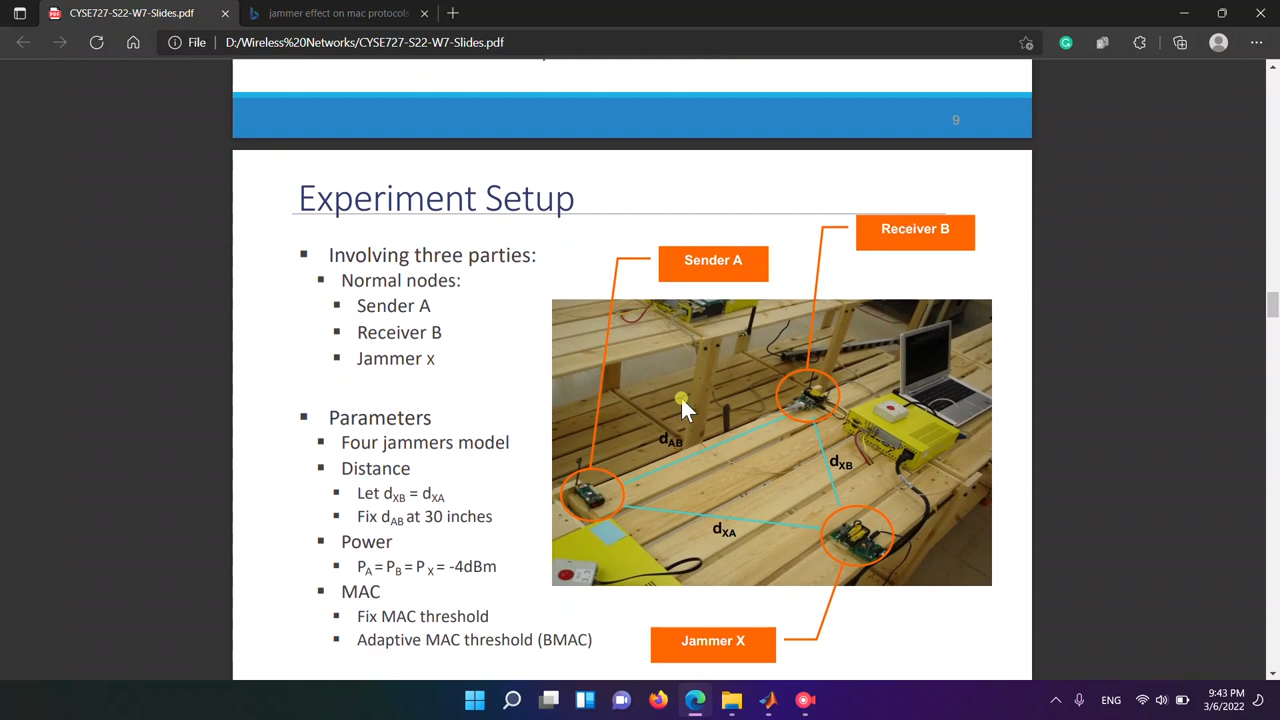 CYSE727-S22-W7-Slides.pdf
jammer effect on mac protocols
File
D:/Wireless%20Networks/CYSE727-S22-W7-Slides.pdf
9
Experiment Setup
Receiver B
Sender A
▪ Involving three parties:
▪ Normal nodes:
▪ Sender A
▪ Receiver B
▪ Jammer x
▪ Parameters
▪ Four jammers model
▪ Distance
▪ Let dXB = dXA
▪ Fix dAB at 30 inches
▪ Power
▪ PA = PB = P X = -4dBm
▪ MAC
▪ Fix MAC threshold
▪ Adaptive MAC threshold (BMAC)
dAB
dXB
dXA
Jammer X
ENG
9:43 PM
3/6/2022